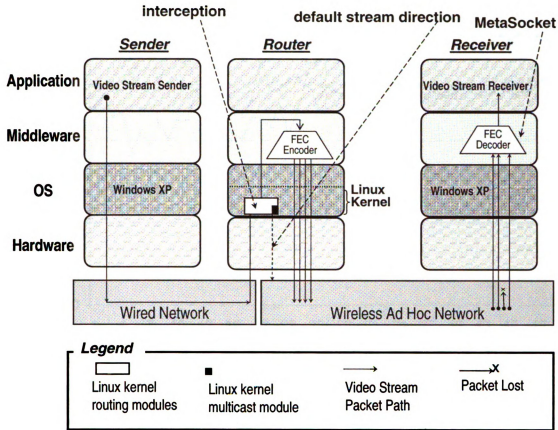 interception
default stream direction
MetaSocket
Sender
Router
Receiver
Application
Video Stream Sender
Video Stream Receiver
Middleware
FEC
Encoder
FEC
Decoder
OS
Windows XP
Linux
Kernel
Windows XP
Hardware
Wired Network
Wireless Ad Hoc Network
Legend
Linux kernel
routing modules
Linux kernel
multicast module
Video Stream
Packet Path
x
Packet Lost